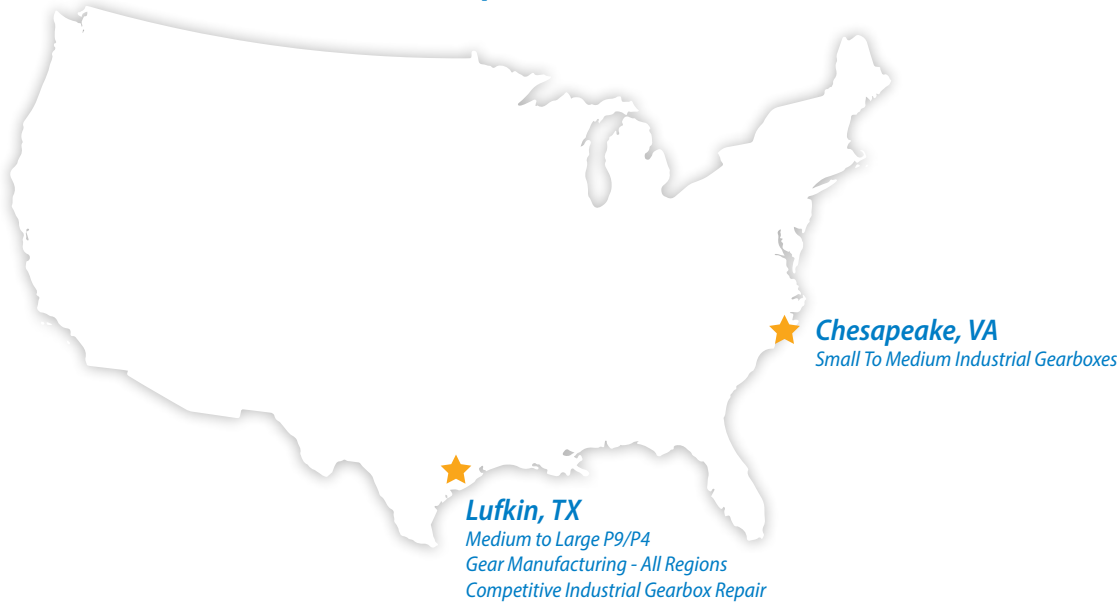 Chesapeake, VA
Small To Medium Industrial Gearboxes
Lufkin, TX
Medium to Large P9/P4
Gear Manufacturing - All Regions
Competitive Industrial Gearbox Repair